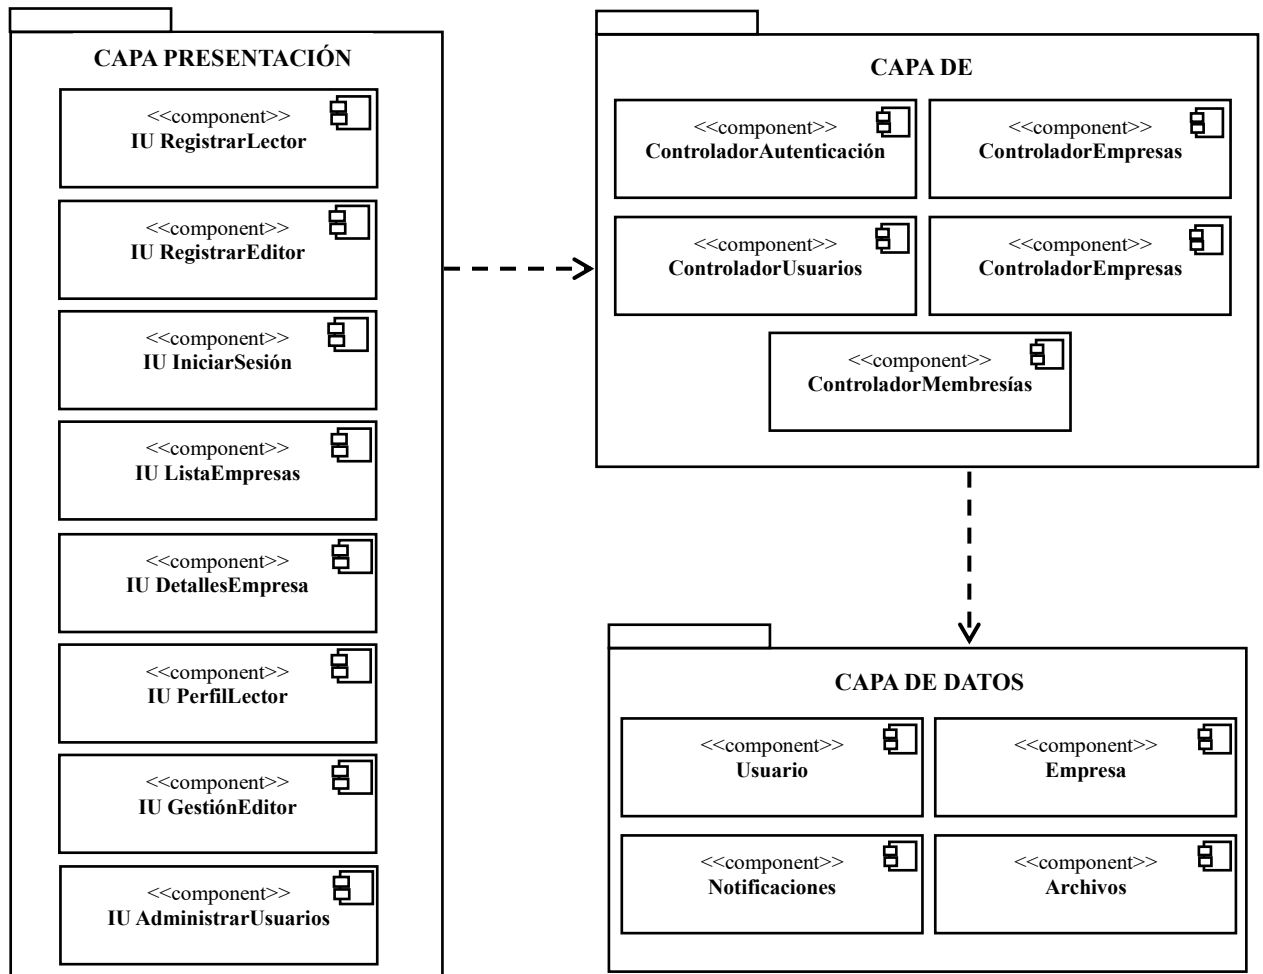 CAPA PRESENTACIÓN
<<component>>
IU RegistrarLector
<<component>>
IU RegistrarEditor
<<component>>
IU IniciarSesión
<<component>>
IU ListaEmpresas
<<component>>
IU DetallesEmpresa
<<component>>
IU PerfilLector
<<component>>
IU GestiónEditor
<<component>>
IU AdministrarUsuarios
CAPA DE
<<component>>
ControladorAutenticación
<<component>>
ControladorEmpresas
<<component>>
ControladorUsuarios
<<component>>
ControladorEmpresas
<<component>>
ControladorMembresías
CAPA DE DATOS
<<component>>
Usuario
<<component>>
Empresa
<<component>>
Notificaciones
<<component>>
Archivos